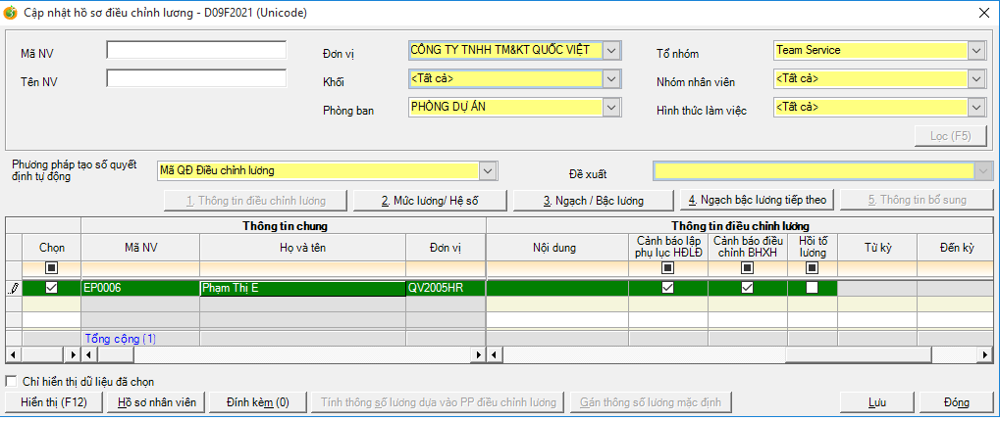 Cập nhật hồ sơ điều chỉnh lương - D09F2021 (Unicode)
Mã NV
Đơn vị CÔNG TY TNHH TM&KT QUỐC VIỆT
Tổ nhóm Team Service
Tên NV
Khối <Tất cả>
Nhóm nhân viên <Tất cả>
Phòng ban PHÒNG DỰ ÁN
Hình thức làm việc <Tất cả>
Lọc (F5)
Phương pháp tạo số quyết
định tự động
Mã QĐ Điều chỉnh lương
Đề xuất
1. Thông tin điều chỉnh lương
2. Mức lương/ Hệ số
3. Ngạch / Bậc lương
4. Ngạch bậc lương tiếp theo
5. Thông tin bổ sung
Thông tin chung
Thông tin điều chỉnh lương
Chọn
Mã NV
Họ và tên
Đơn vị
Nội dung
Cảnh báo lập
phụ lục HĐLĐ
Cảnh báo điều
chỉnh BHXH
Hồi tố
lương
Từ kỳ
Đến kỳ
EP0006
Phạm Thị E
QV2005HR
Tổng cộng (1)
Chỉ hiển thị dữ liệu đã chọn
Hiển thị (F12)
Hồ sơ nhân viên
Đính kèm (0)
Tính thông số lương dựa vào PP điều chỉnh lương
Gán thông số lương mặc định
Lưu
Đóng